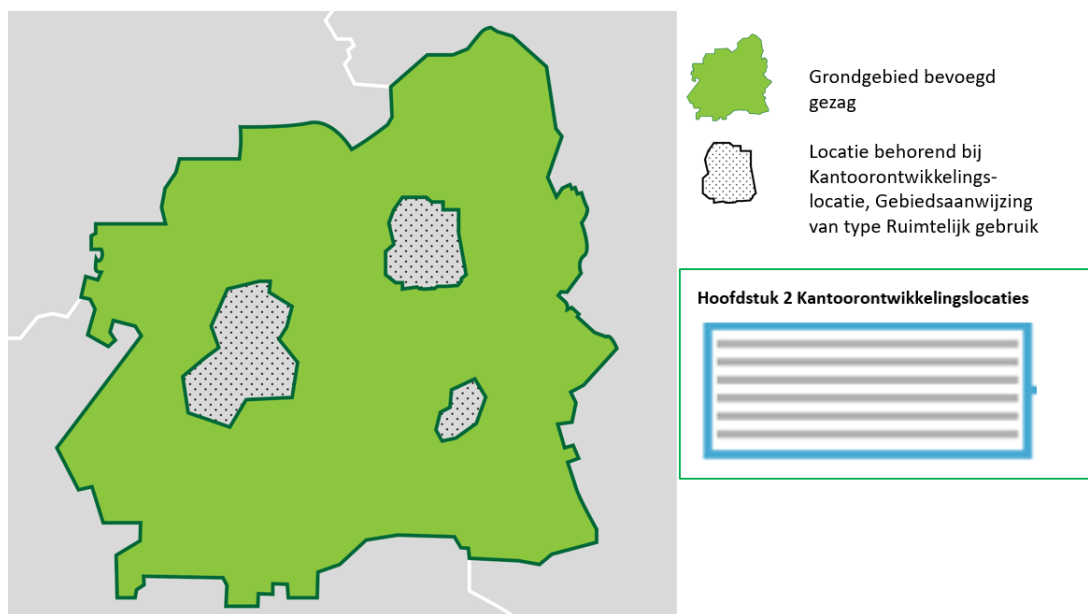 Grondgebied bevoegd
gezag
Locatie behorend bij
Kantoorontwikkelings-
locatie, Gebiedsaanwijzing
van type Ruimtelijk gebruik
Hoofdstuk 2 Kantoorontwikkelingslocaties